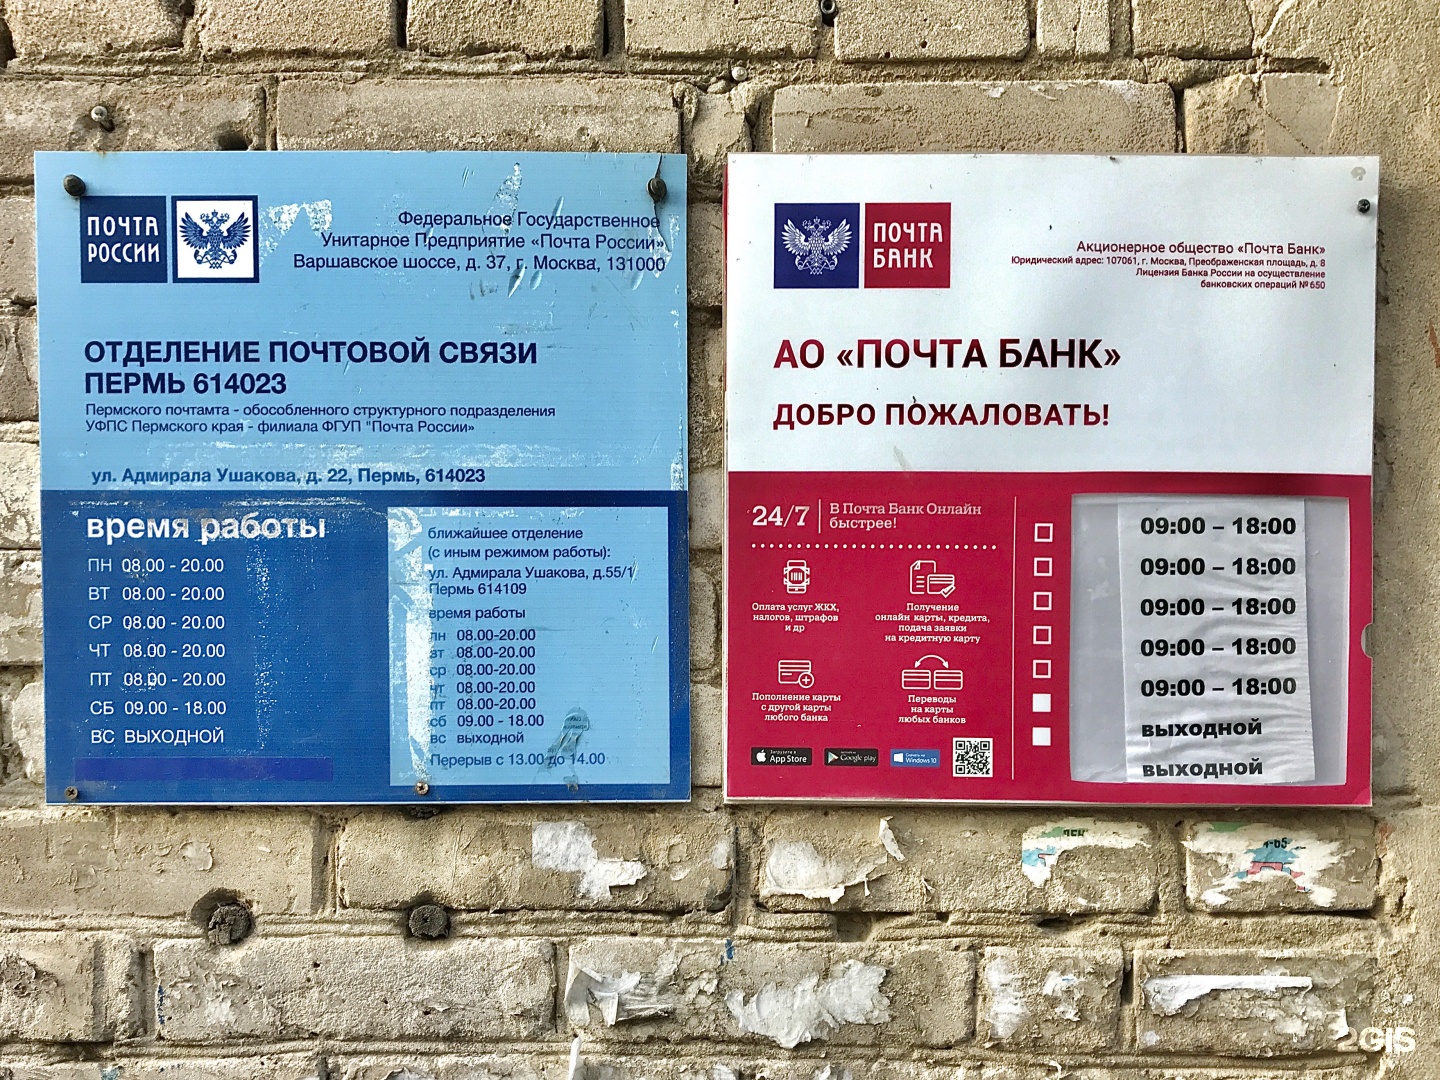 ПОЧТА
РОССИИ
Федеральное Государственное
Унитарное Предприятие «Почта России»
Варшавское шоссе, д. 37, г. Москва, 131000
ОТДЕЛЕНИЕ ПОЧТОВОЙ СВЯЗИ
ПЕРМЬ 614023
Пермского почтамта - обособленного структурного подразделения
УФПС Пермского края - филиала ФГУП "Почта России»
ул. Адмирала Ушакова, д. 22, Пермь, 614023
время работы
ПН 08.00 - 20.00
ВТ 08.00 - 20.00
СР 08.00 - 20.00
ЧТ 08.00 - 20.00
ПТ 08.00 - 20.00
СБ 09.00 - 18.00
ВС ВЫХОДНОЙ
ближайшее отделение
(с иным режимом работы):
ул. Адмирала Ушакова, д.55/1
Пермь 614109
время работы
пн 08.00-20.00
вт 08.00-20.00
ср 08.00-20.00
чт 08.00-20.00
пт 08.00-20.00
сб 09.00 - 18.00
вс выходной
Перерыв с 13.00 до 14.00
ПОЧТА
БАНК
Акционерное общество «Почта Банк»
Юридический адрес: 107061, г. Москва, Преображенская площадь, д. 8
Лицензия Банка России на осуществление
банковских операций № 650
АО «ПОЧТА БАНК»
ДОБРО ПОЖАЛОВАТЬ!
24/7
В Почта Банк Онлайн
быстрее!
Оплата услуг ЖКХ,
налогов, штрафов
и др
Получение
онлайн карты, кредита,
подача заявки
на кредитную карту
Пополнение карты
с другой карты
любого банка
Переводы
на карты
любых банков
Загрузите в
App Store
Google play
Windows 10
09:00 – 18:00
09:00 – 18:00
09:00 – 18:00
09:00 – 18:00
09:00 – 18:00
выходной
выходной
2GIS